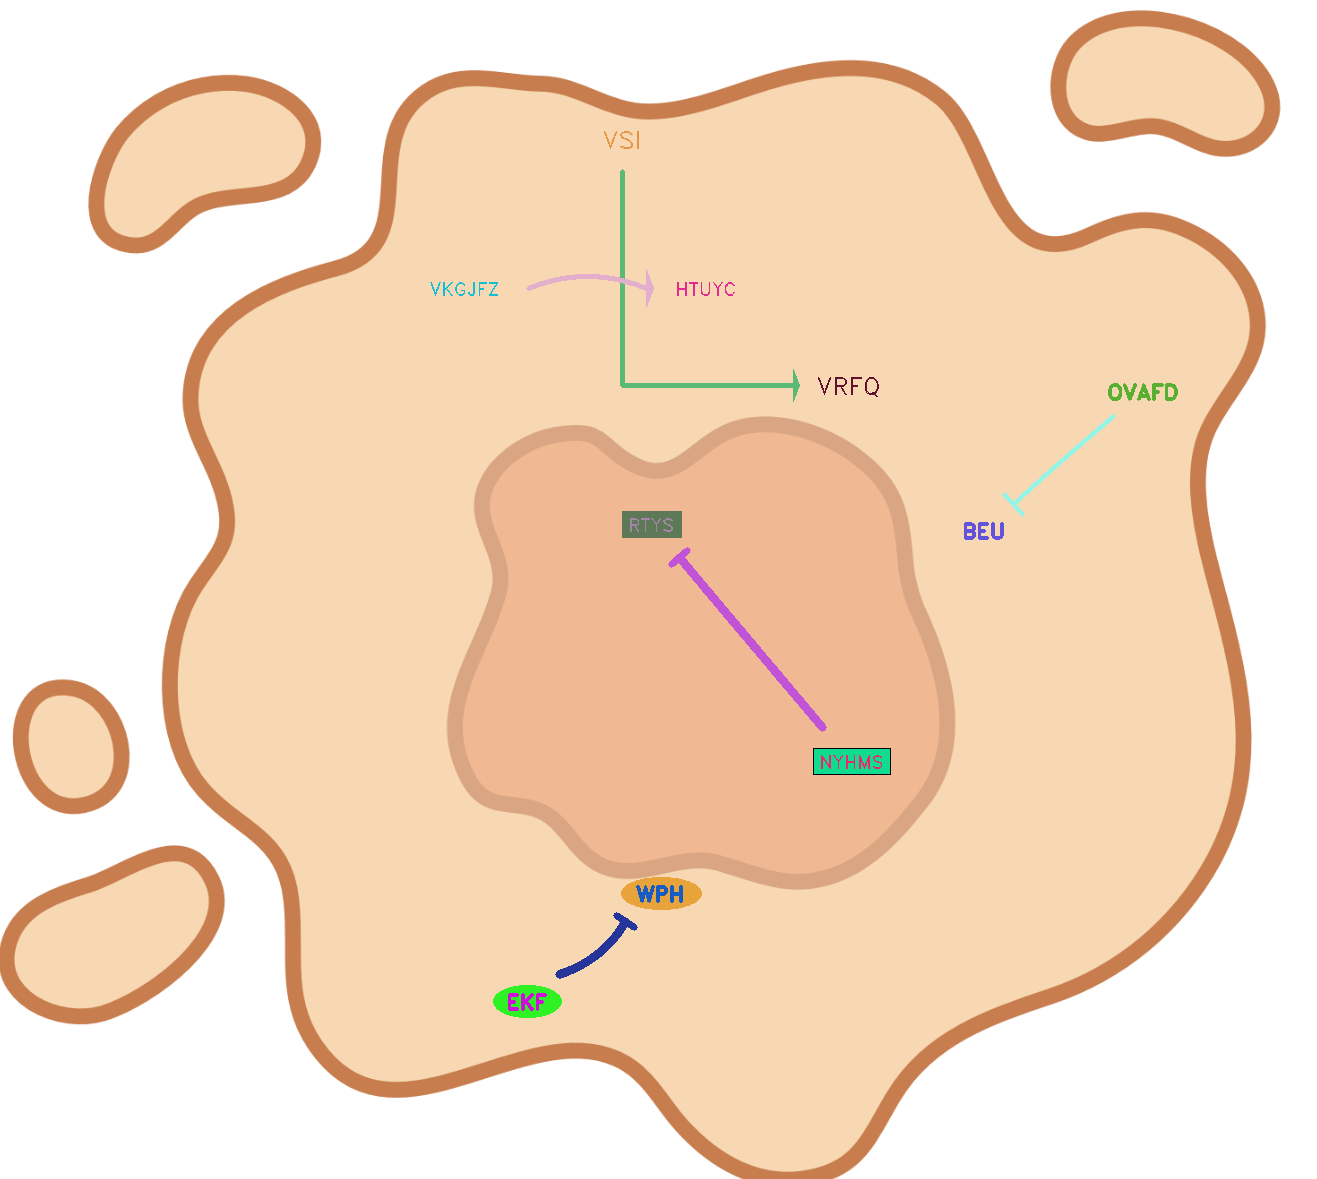 VSI
VKGJFZ
HTUYC
VRFQ
OVAFD
RTYS
BEU
NYHMS
WPH
EKF